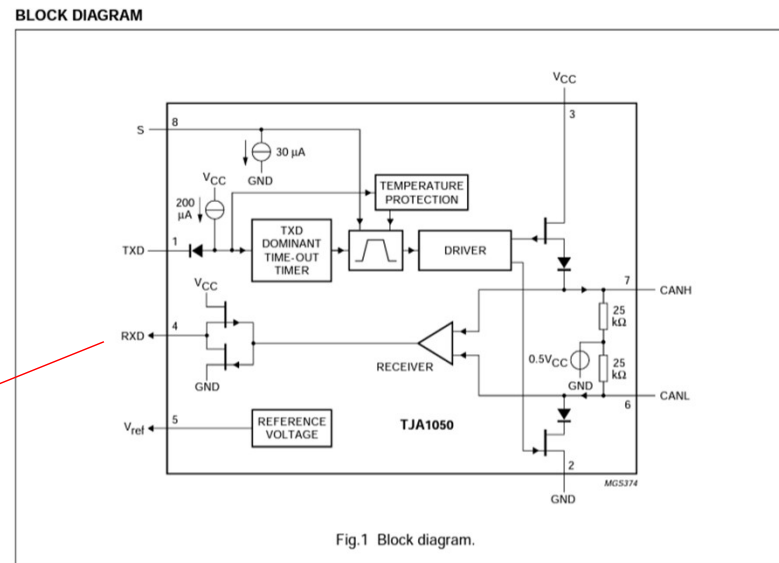 BLOCK DIAGRAM
VCC
3
8
S
30 µA
GND
VCC
200
µA
TEMPERATURE
PROTECTION
TXD
1
TXD
DOMINANT
TIME-OUT
TIMER
DRIVER
7
CANH
VCC
25
kΩ
RXD
4
RECEIVER
0.5VCC
GND
25
kΩ
GND
CANL
6
Vref
5
REFERENCE
VOLTAGE
TJA1050
2
MGS374
GND
Fig.1 Block diagram.